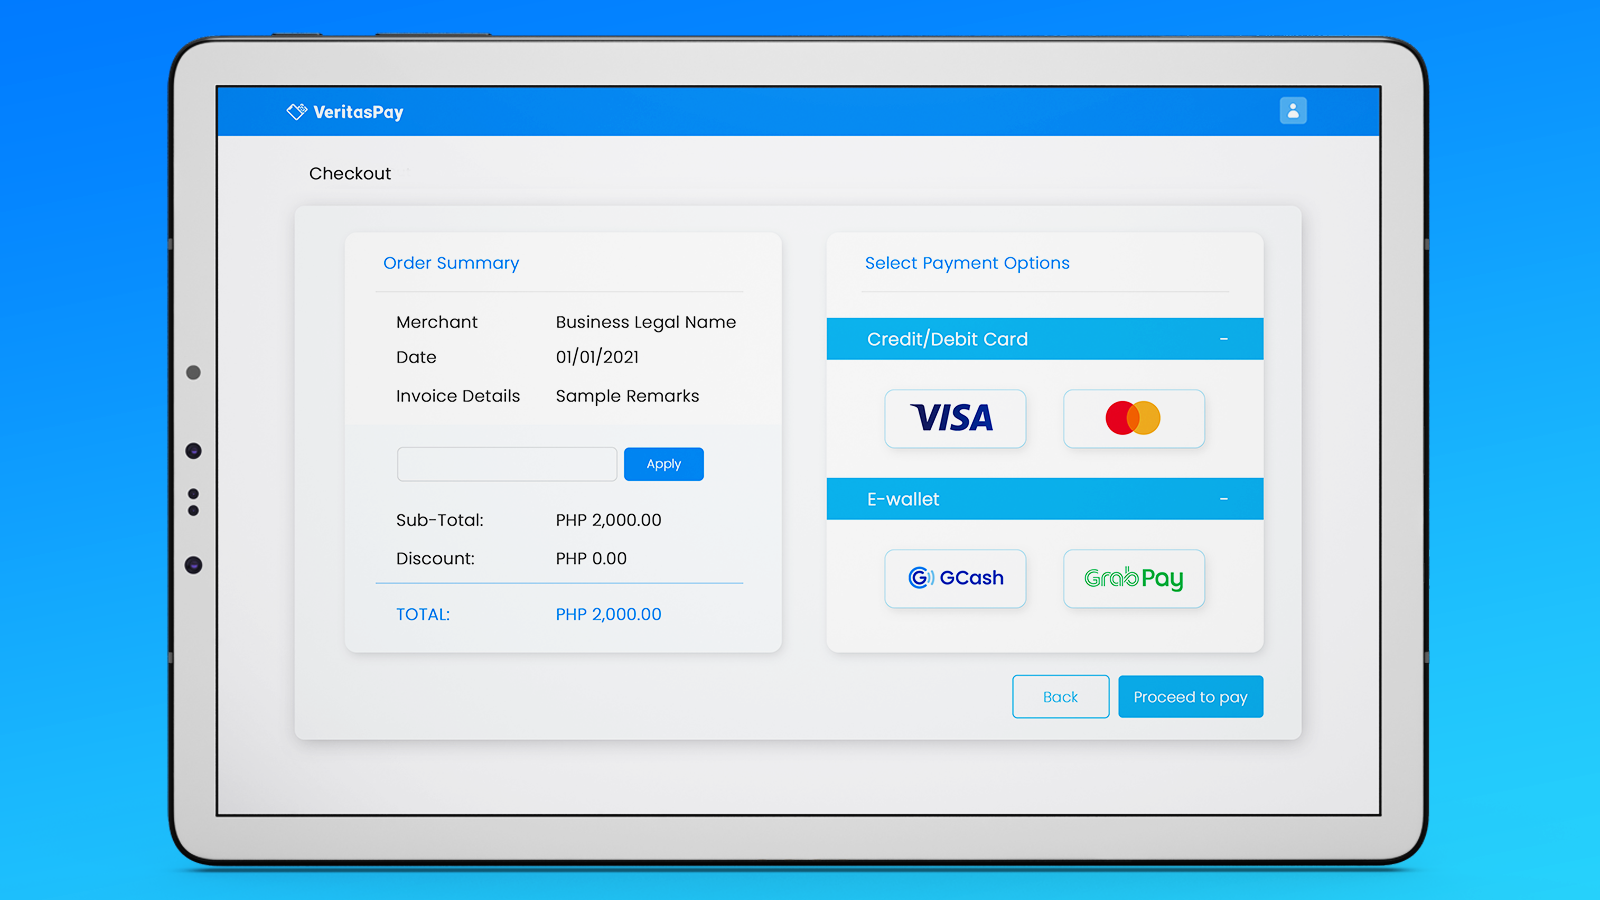 VeritasPay
Checkout
Order Summary
Merchant Business Legal Name
Date 01/01/2021
Invoice Details Sample Remarks
Apply
Sub-Total: PHP 2,000.00
Discount: PHP 0.00
TOTAL: PHP 2,000.00
Select Payment Options
Credit/Debit Card -
VISA
E-wallet -
GCash GrabPay
Back Proceed to pay